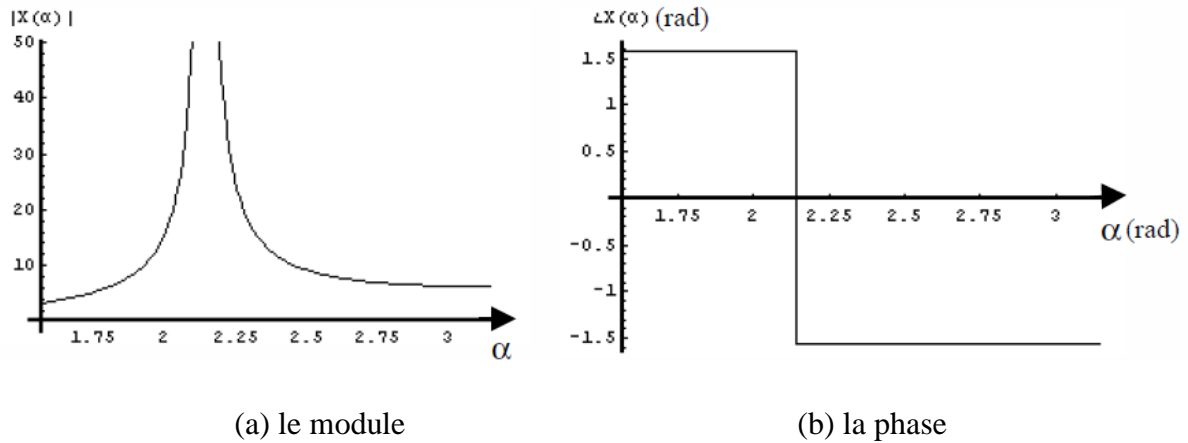 |X(α)|
50
40
30
20
10
1.75 2 2.25 2.5 2.75 3
α
∠X(α) (rad)
1.5
1
0.5
-0.5
-1
-1.5
1.75 2 2.25 2.5 2.75 3
α (rad)
(a) le module
(b) la phase